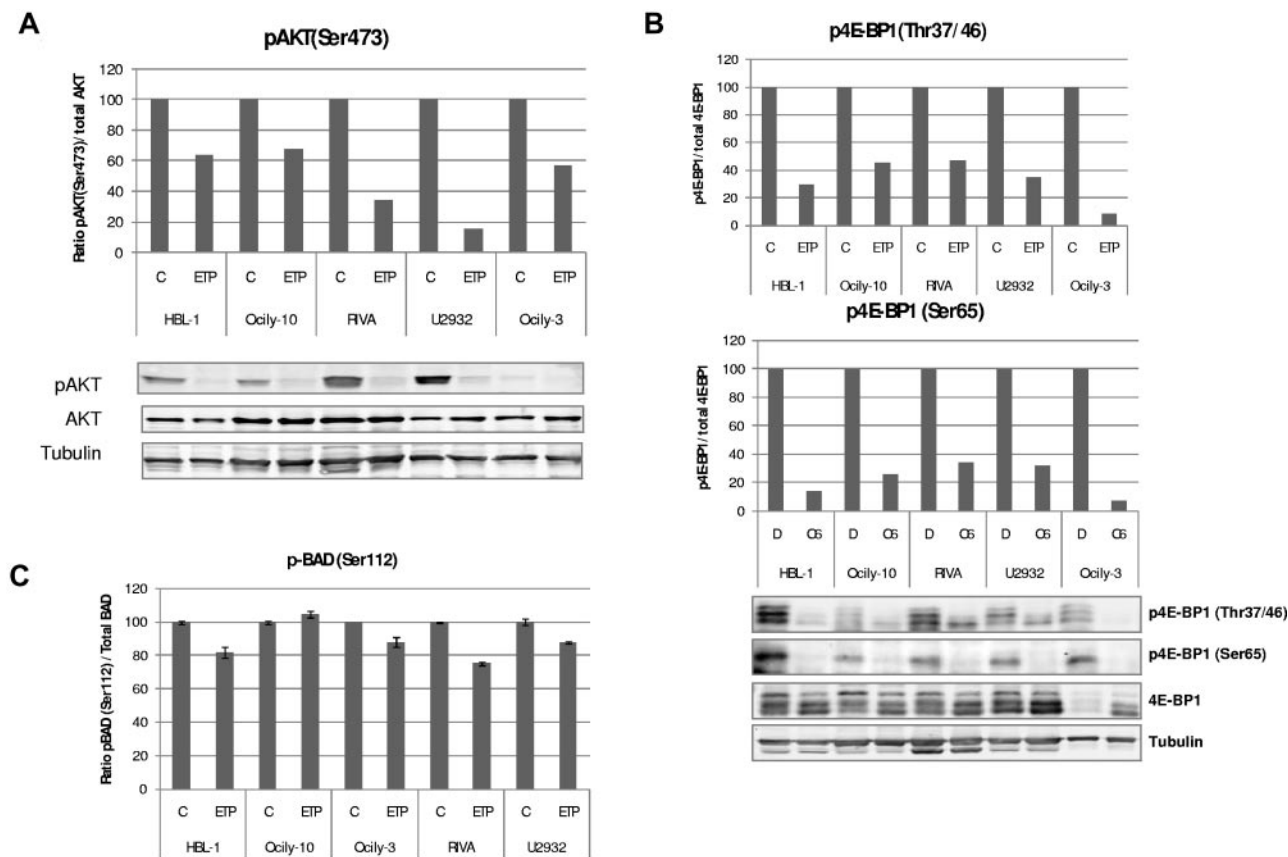 A
pAKT(Ser473)
Ratio pAKT(Ser473)/ total AKT
120
100
80
60
40
20
0
C ETP C ETP C ETP C ETP C ETP
HBL-1 Ocily-10 RIVA U2932 Ocily-3
pAKT
AKT
Tubulin
B
p4E-BP1(Thr37/46)
p4E-BP1/ total 4E-BP1
120
100
80
60
40
20
0
C ETP C ETP C ETP C ETP C ETP
HBL-1 Ocily-10 RIVA U2932 Ocily-3
p4E-BP1 (Ser65)
p4E-BP1/ total 4E-BP1
120
100
80
60
40
20
0
D C6 D C6 D C6 D C6 D C6
HBL-1 Ocily-10 RIVA U2932 Ocily-3
p4E-BP1 (Thr37/46)
p4E-BP1 (Ser65)
4E-BP1
Tubulin
C
p-BAD(Ser112)
Ratio pBAD(Ser112)/ Total BAD
120
100
80
60
40
20
0
C ETP C ETP C ETP C ETP C ETP
HBL-1 Ocily-10 Ocily-3 RIVA U2932